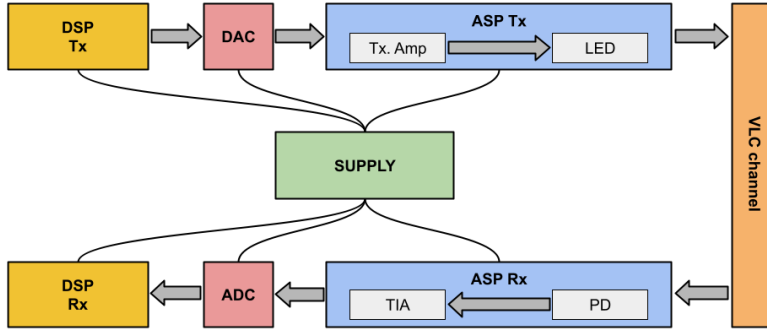 DSP
Tx
DAC
ASP Tx
Tx. Amp
LED
SUPPLY
VLC channel
DSP
Rx
ADC
ASP Rx
TIA
PD